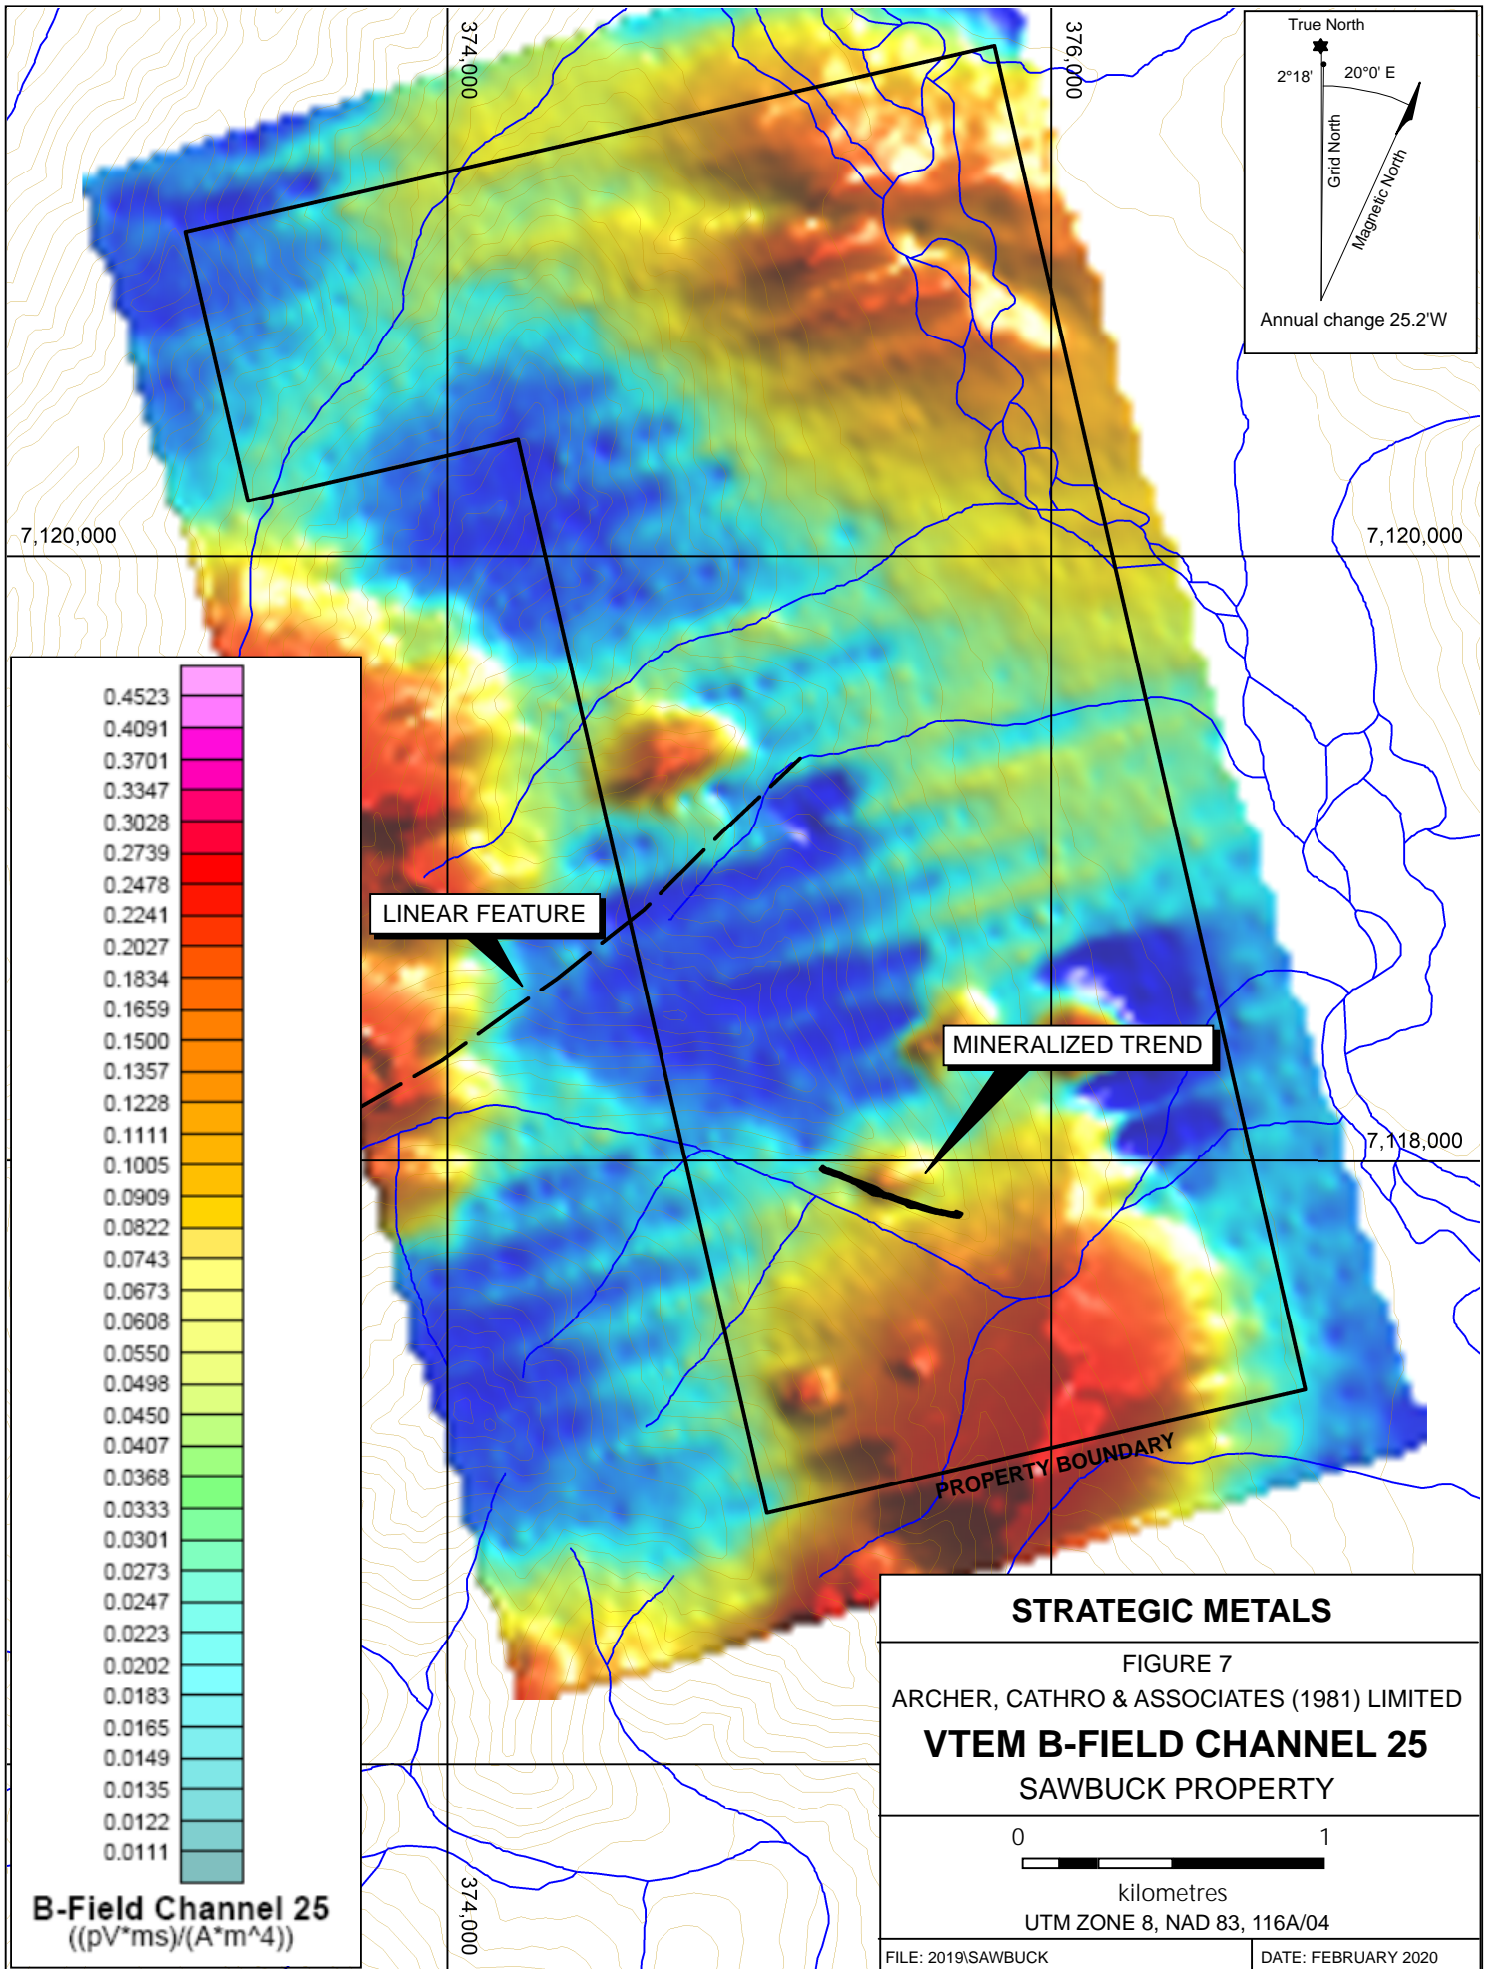 374,000
376,000
True North
2°18'
20°0' E
Grid North
Magnetic North
Annual change 25.2'W
7,120,000
7,120,000
0.4523
0.4091
0.3701
0.3347
0.3028
0.2739
0.2478
0.2241
0.2027
0.1834
0.1659
0.1500
0.1357
0.1228
0.1111
0.1005
0.0909
0.0822
0.0743
0.0673
0.0608
0.0550
0.0498
0.0450
0.0407
0.0368
0.0333
0.0301
0.0273
0.0247
0.0223
0.0202
0.0183
0.0165
0.0149
0.0135
0.0122
0.0111
B-Field Channel 25
((pV*ms)/(A*m^4))
LINEAR FEATURE
MINERALIZED TREND
7,118,000
PROPERTY BOUNDARY
374,000
STRATEGIC METALS
FIGURE 7
ARCHER, CATHRO & ASSOCIATES (1981) LIMITED
VTEM B-FIELD CHANNEL 25
SAWBUCK PROPERTY
0 1
kilometres
UTM ZONE 8, NAD 83, 116A/04
FILE: 2019\SAWBUCK
DATE: FEBRUARY 2020